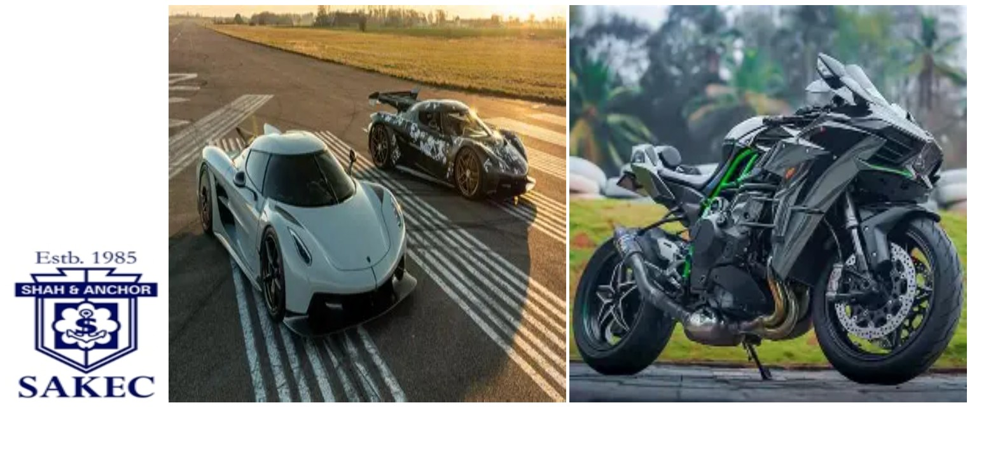 Estb. 1985
SHAH & ANCHOR
S
SAKEC